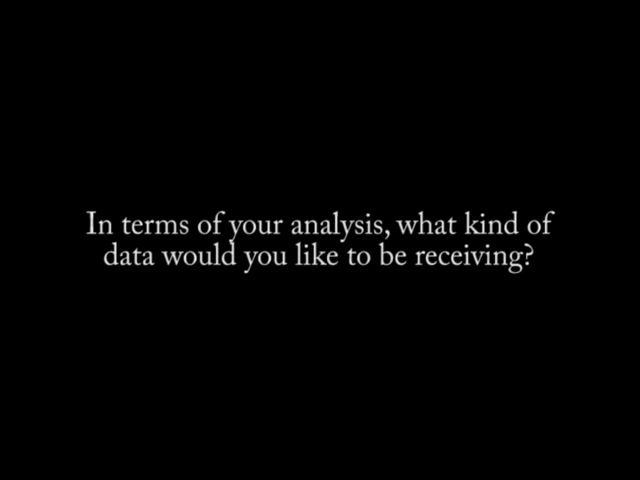 In terms of your analysis, what kind of
data would you like to be receiving?